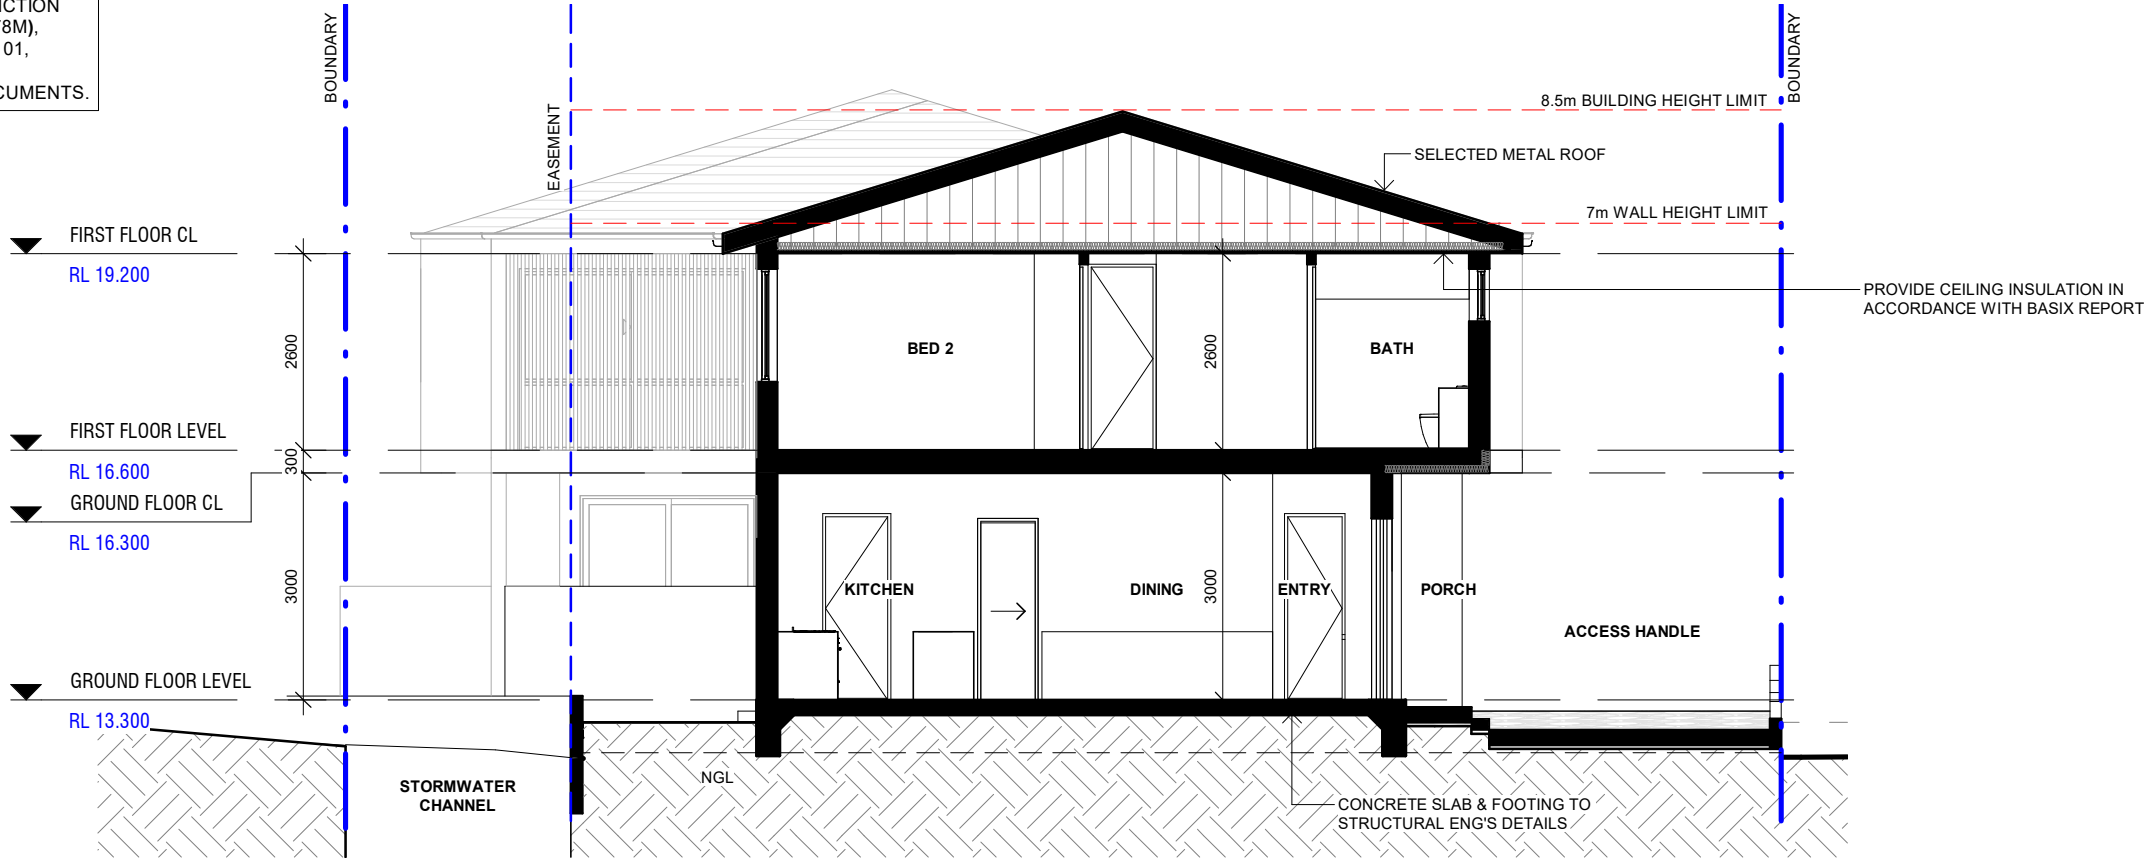 CUMENTS.
BOUNDARY
EASEMENT
BOUNDARY
8.5m BUILDING HEIGHT LIMIT
SELECTED METAL ROOF
7m WALL HEIGHT LIMIT
FIRST FLOOR CL
RL 19.200
PROVIDE CEILING INSULATION IN
ACCORDANCE WITH BASIX REPORT
2600
BED 2
2600
BATH
FIRST FLOOR LEVEL
RL 16.600
300
GROUND FLOOR CL
RL 16.300
3000
KITCHEN
DINING
3000
ENTRY
PORCH
ACCESS HANDLE
GROUND FLOOR LEVEL
RL 13.300
NGL
STORMWATER
CHANNEL
CONCRETE SLAB & FOOTING TO
STRUCTURAL ENG'S DETAILS